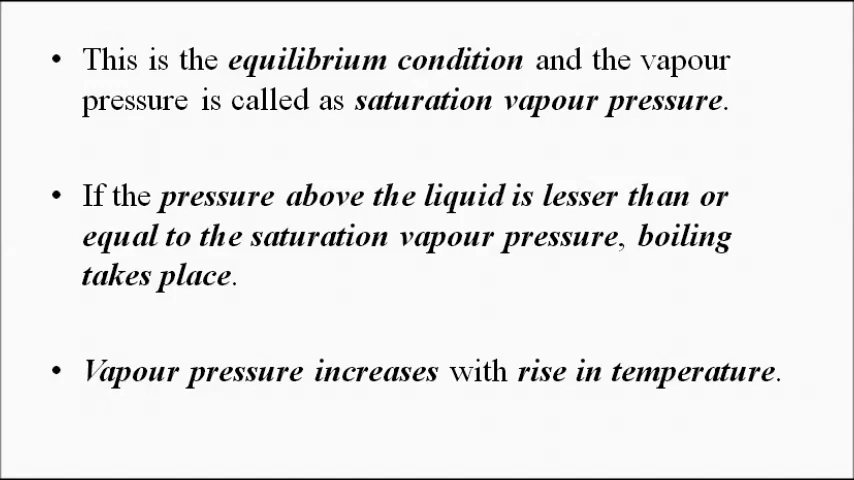 • This is the equilibrium condition and the vapour
pressure is called as saturation vapour pressure.
• If the pressure above the liquid is lesser than or
equal to the saturation vapour pressure, boiling
takes place.
• Vapour pressure increases with rise in temperature.